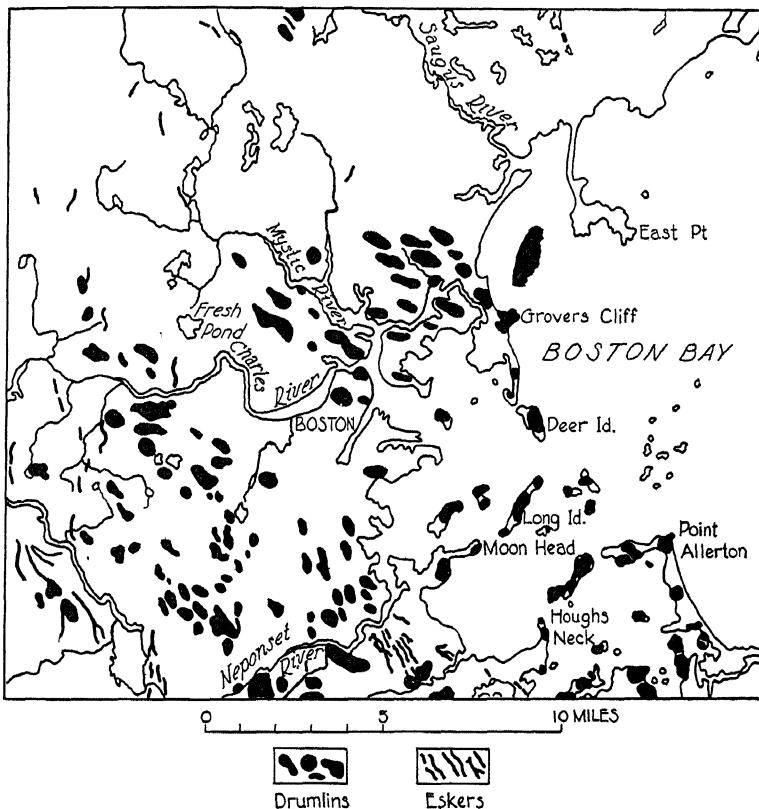 Saugus River
East Pt
Mystic River
Grovers Cliff
Fresh
Pond
BOSTON BAY
Charles River
BOSTON
Deer Id.
Long Id.
Moon Head
Point
Allerton
Houghs
Neck
Neponset
River
0 5 10 MILES
Drumlins Eskers